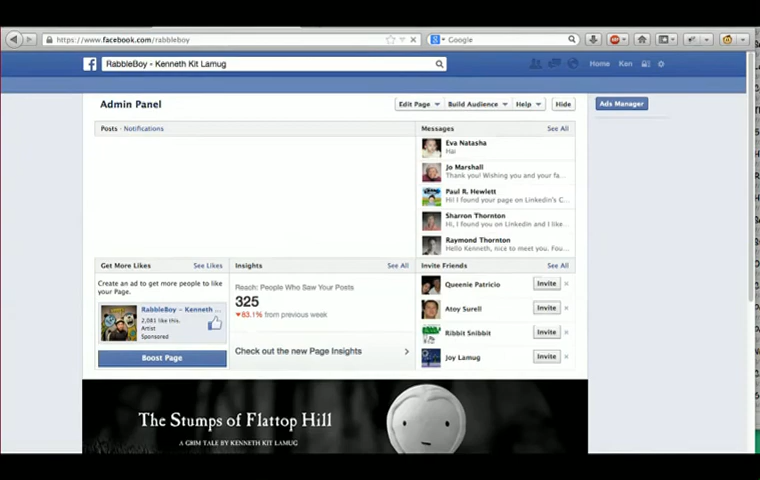 https://www.facebook.com/rabbleboy
Google
RabbleBoy - Kenneth Kit Lamug
Home
Ken
Admin Panel
Edit Page
Build Audience
Help
Hide
Ads Manager
Posts · Notifications
Messages
See All
Eva Natasha
Hai
Jo Marshall
Thank you! Wishing you and your fa...
Paul R. Hewlett
Hi! I found your page on LinkedIn's C...
Sharron Thornton
Hi, I found you on Linkedin and I like...
Raymond Thornton
Hello Kenneth, nice to meet you. Fou...
Get More Likes
See Likes
Create an ad to get more people to like
your Page.
RabbleBoy - Kenneth ...
2,081 like this.
Artist
Sponsored
Boost Page
Insights
See All
Reach: People Who Saw Your Posts
325
83.1% from previous week
Check out the new Page Insights
Invite Friends
See All
Queenie Patricio
Invite
Atoy Surell
Invite
Ribbit Snibbit
Invite
Joy Lamug
Invite
The Stumps of Flattop Hill
A GRIM TALE BY KENNETH KIT LAMUG